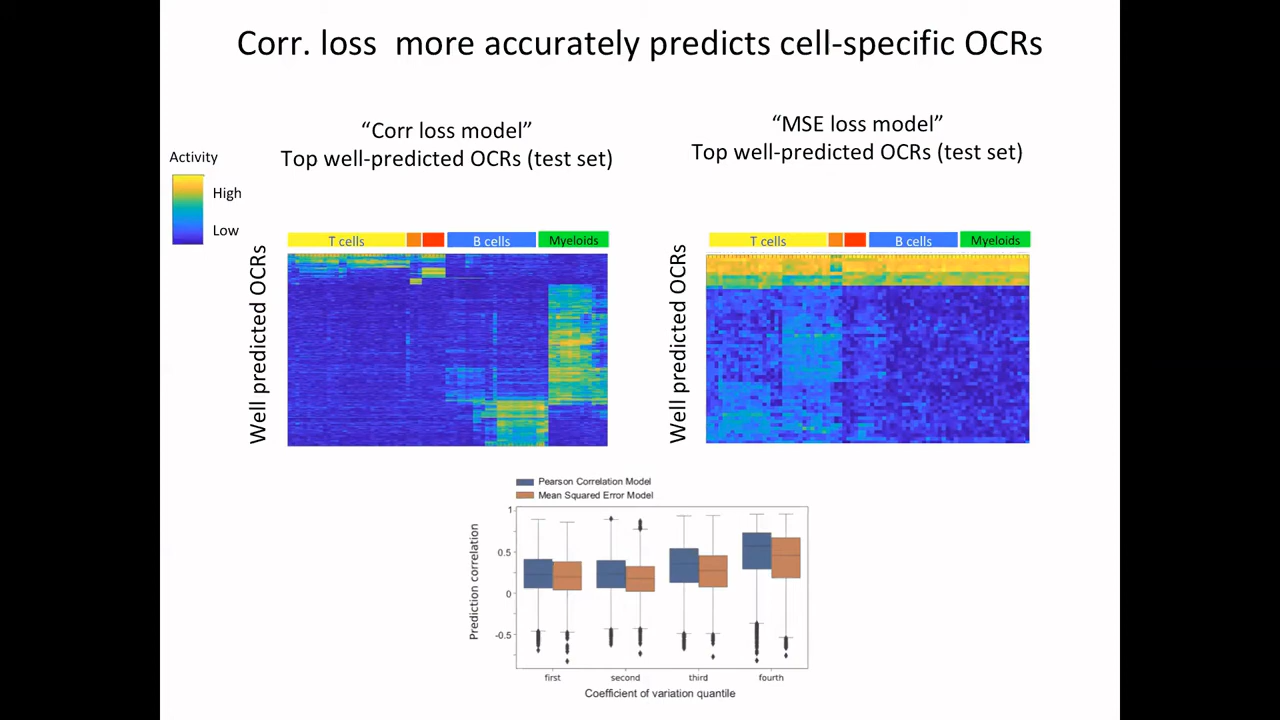 Corr. loss more accurately predicts cell-specific OCRs
“Corr loss model”
Top well-predicted OCRs (test set)
“MSE loss model”
Top well-predicted OCRs (test set)
Activity
High
Low
T cells
B cells
Myeloids
Well predicted OCRs
T cells
B cells
Myeloids
Well predicted OCRs
Pearson Correlation Model
Mean Squared Error Model
Prediction correlation
1
0.5
0
-0.5
first
second
third
fourth
Coefficient of variation quantile